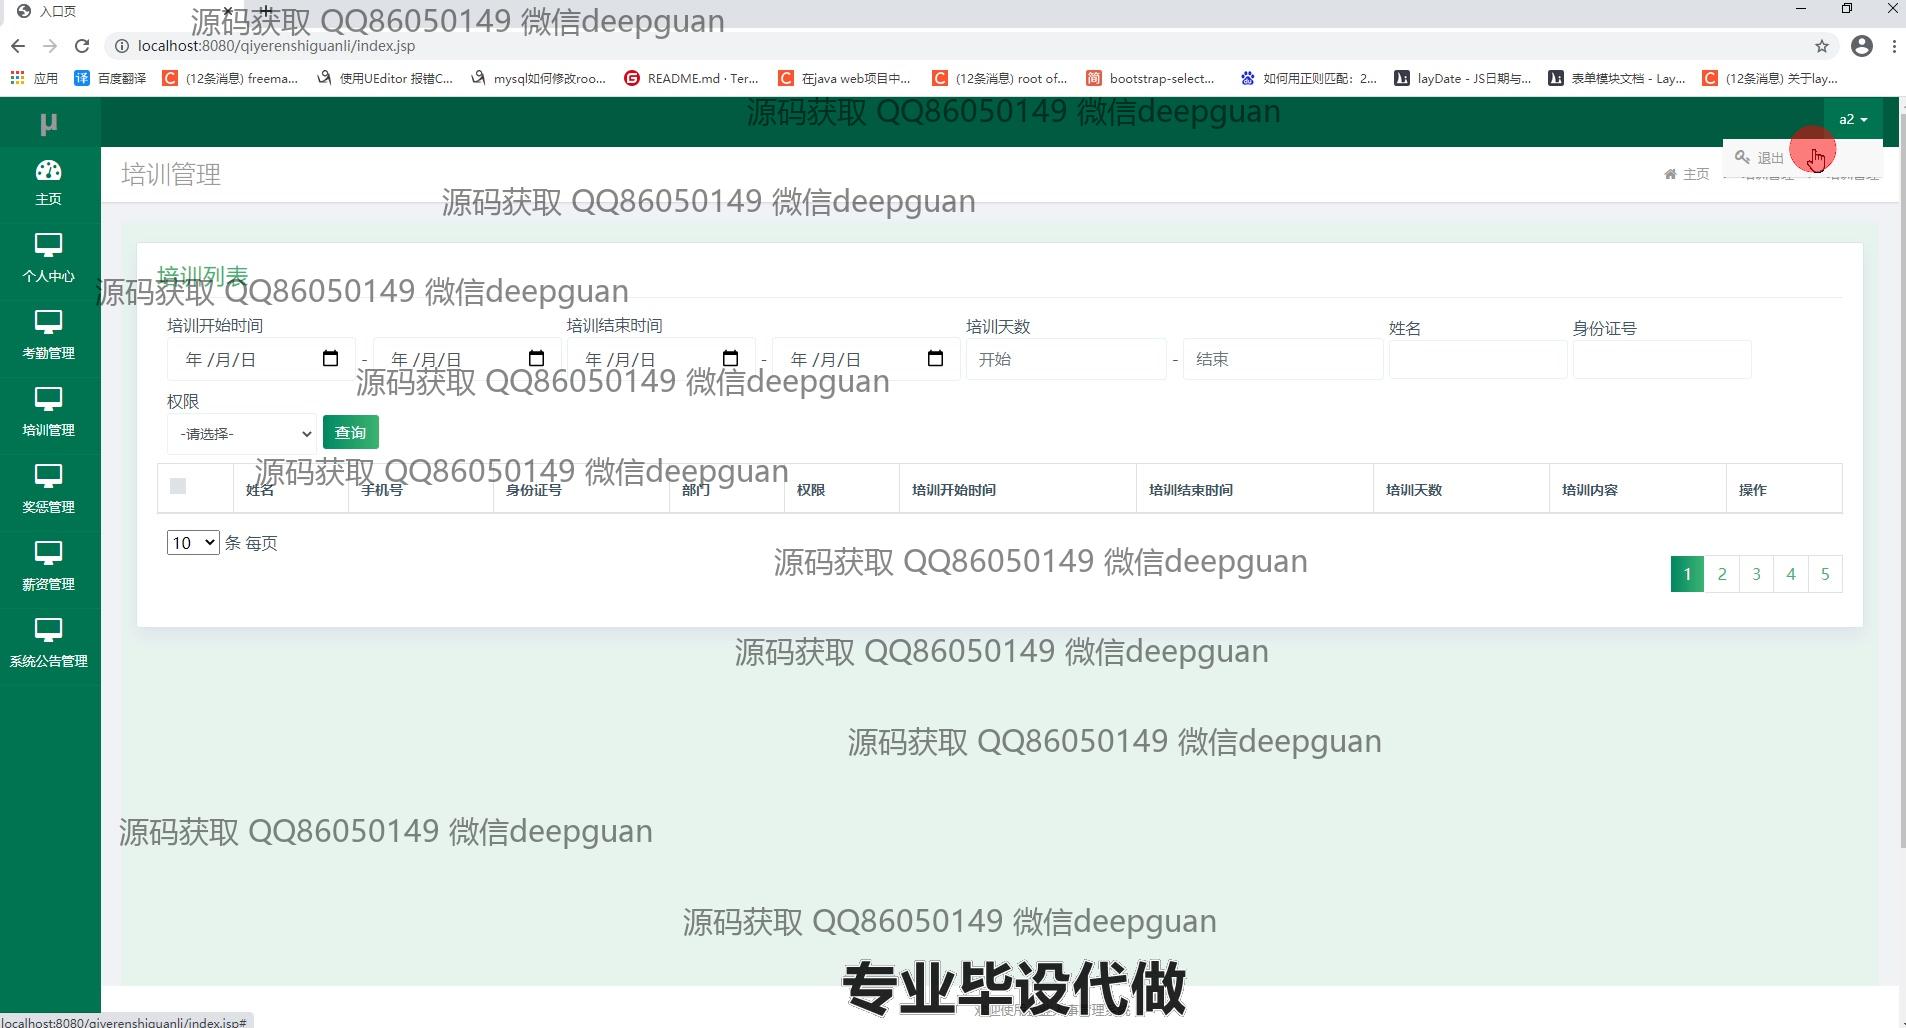 入口页
源码获取 QQ86050149 微信deepguan
localhost:8080/qiyerenshiguanli/index.jsp
应用 百度翻译 (12条消息) freema... 使用UEditor 报错C... mysql如何修改roo... README.md · Ter... 在java web项目中... (12条消息) root of... bootstrap-select... 如何用正则匹配：2... layDate - JS日期与... 表单模块文档 - Lay... (12条消息) 关于lay...
源码获取 QQ86050149 微信deepguan
μ
a2
退出
主页
培训管理
主页
源码获取 QQ86050149 微信deepguan
个人中心
培训列表
源码获取 QQ86050149 微信deepguan
培训开始时间 培训结束时间 培训天数 姓名 身份证号
考勤管理
年 /月/日 - 年 /月/日 年 /月/日 - 年 /月/日 开始 - 结束
源码获取 QQ86050149 微信deepguan
权限
培训管理
-请选择- 查询
源码获取 QQ86050149 微信deepguan
姓名 手机号 身份证号 部门 权限 培训开始时间 培训结束时间 培训天数 培训内容 操作
奖惩管理
10 条 每页
源码获取 QQ86050149 微信deepguan
1 2 3 4 5
薪资管理
源码获取 QQ86050149 微信deepguan
系统公告管理
源码获取 QQ86050149 微信deepguan
源码获取 QQ86050149 微信deepguan
源码获取 QQ86050149 微信deepguan
专业毕设代做
localhost:8080/qiyerenshiguanli/index.jsp#